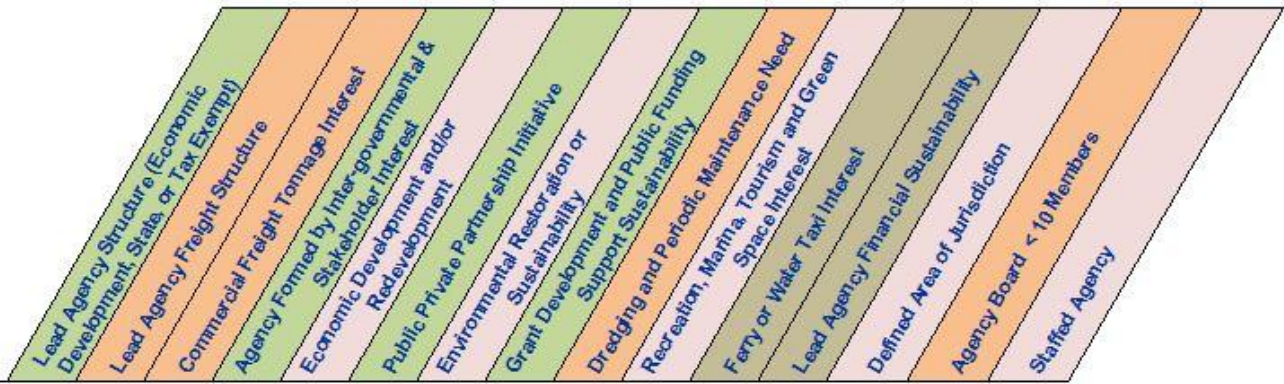 Lead Agency Structure (Economic
Development, State, or Tax Exempt)
Lead Agency Freight Structure
Commercial Freight Tonnage Interest
Agency Formed by Inter-governmental &
Stakeholder Interest
Economic Development and/or
Redevelopment
Public Private Partnership Initiative
Environmental Restoration or
Sustainability
Grant Development and Public Funding
Support Sustainability
Dredging and Periodic Maintenance Need
Recreation, Marina, Tourism and Green
Space Interest
Ferry or Water Taxi Interest
Lead Agency Financial Sustainability
Defined Area of Jurisdiction
Agency Board < 10 Members
Staffed Agency